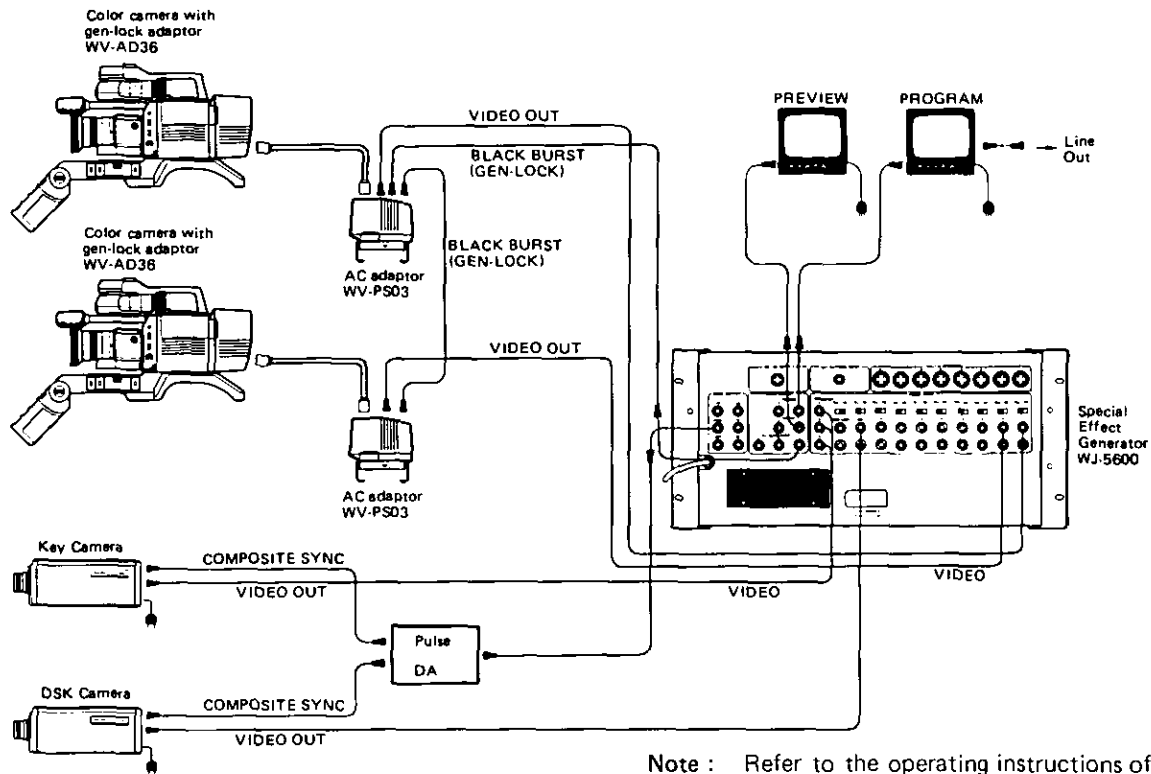 Color camera with
gen-lock adaptor
WV-AD36
VIDEO OUT
BLACK BURST
(GEN-LOCK)
PREVIEW
PROGRAM
Line
Out
Color camera with
gen-lock adaptor
WV-AD36
AC adaptor
WV-PS03
BLACK BURST
(GEN-LOCK)
VIDEO OUT
AC adaptor
WV-PS03
Special
Effect
Generator
WJ-5600
Key Camera
COMPOSITE SYNC
VIDEO OUT
VIDEO
VIDEO
Pulse
DA
DSK Camera
COMPOSITE SYNC
VIDEO OUT
Note : Refer to the operating instructions of